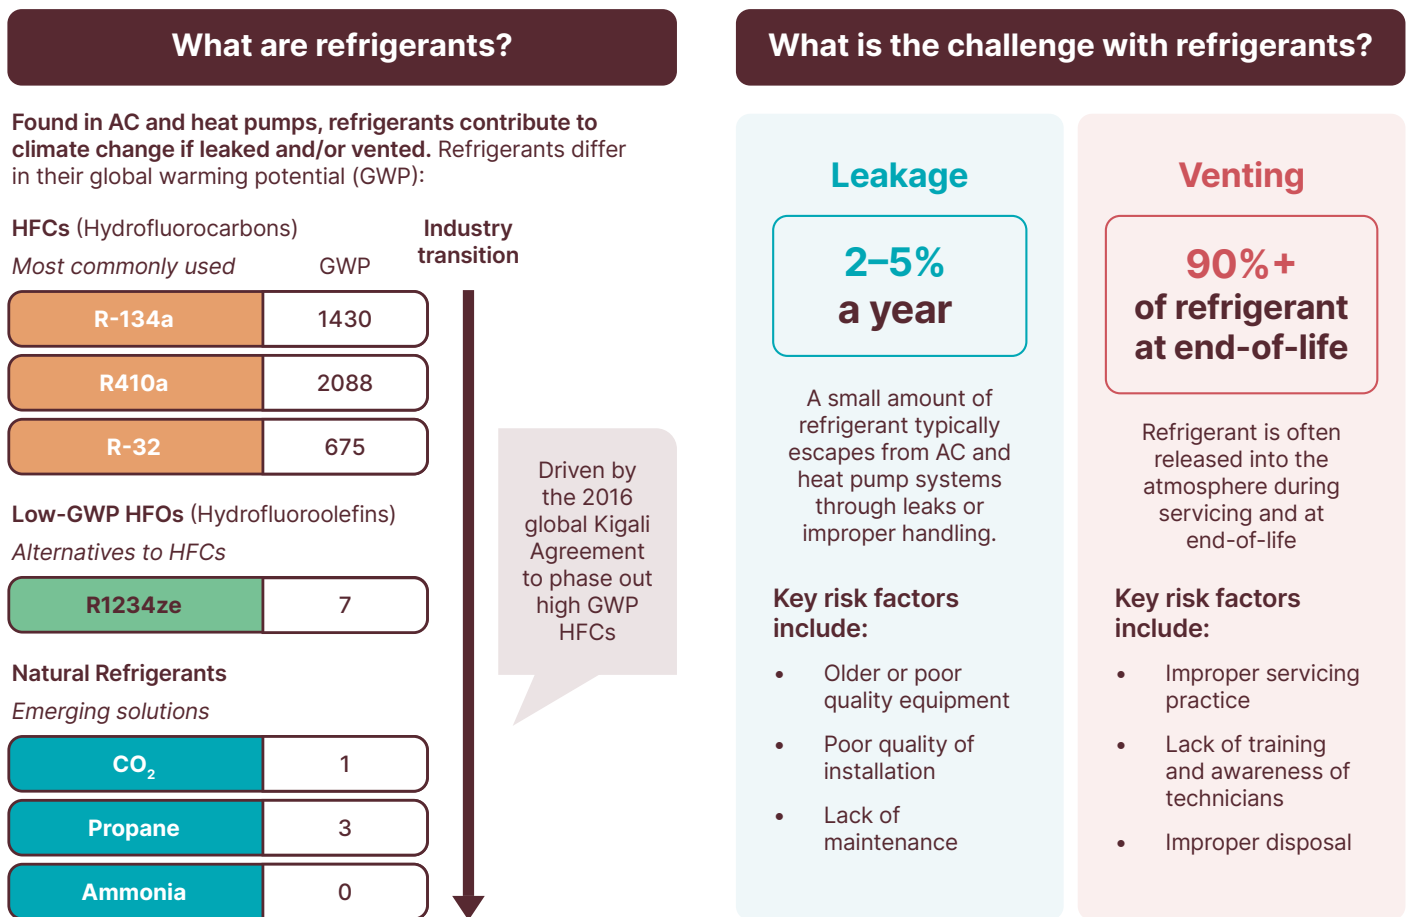 What are refrigerants?
Found in AC and heat pumps, refrigerants contribute to
climate change if leaked and/or vented. Refrigerants differ
in their global warming potential (GWP):
HFCs (Hydrofluorocarbons)
Most commonly used
GWP
Industry
transition
R-134a 1430
R410a 2088
R-32 675
Low-GWP HFOs (Hydrofluoroolefins)
Alternatives to HFCs
R1234ze 7
Natural Refrigerants
Emerging solutions
CO₂ 1
Propane 3
Ammonia 0
Driven by
the 2016
global Kigali
Agreement
to phase out
high GWP
HFCs
What is the challenge with refrigerants?
Leakage
2–5%
a year
A small amount of
refrigerant typically
escapes from AC and
heat pump systems
through leaks or
improper handling.
Key risk factors
include:
• Older or poor
quality equipment
• Poor quality of
installation
• Lack of
maintenance
Venting
90%+
of refrigerant
at end-of-life
Refrigerant is often
released into the
atmosphere during
servicing and at
end-of-life
Key risk factors
include:
• Improper servicing
practice
• Lack of training
and awareness of
technicians
• Improper disposal